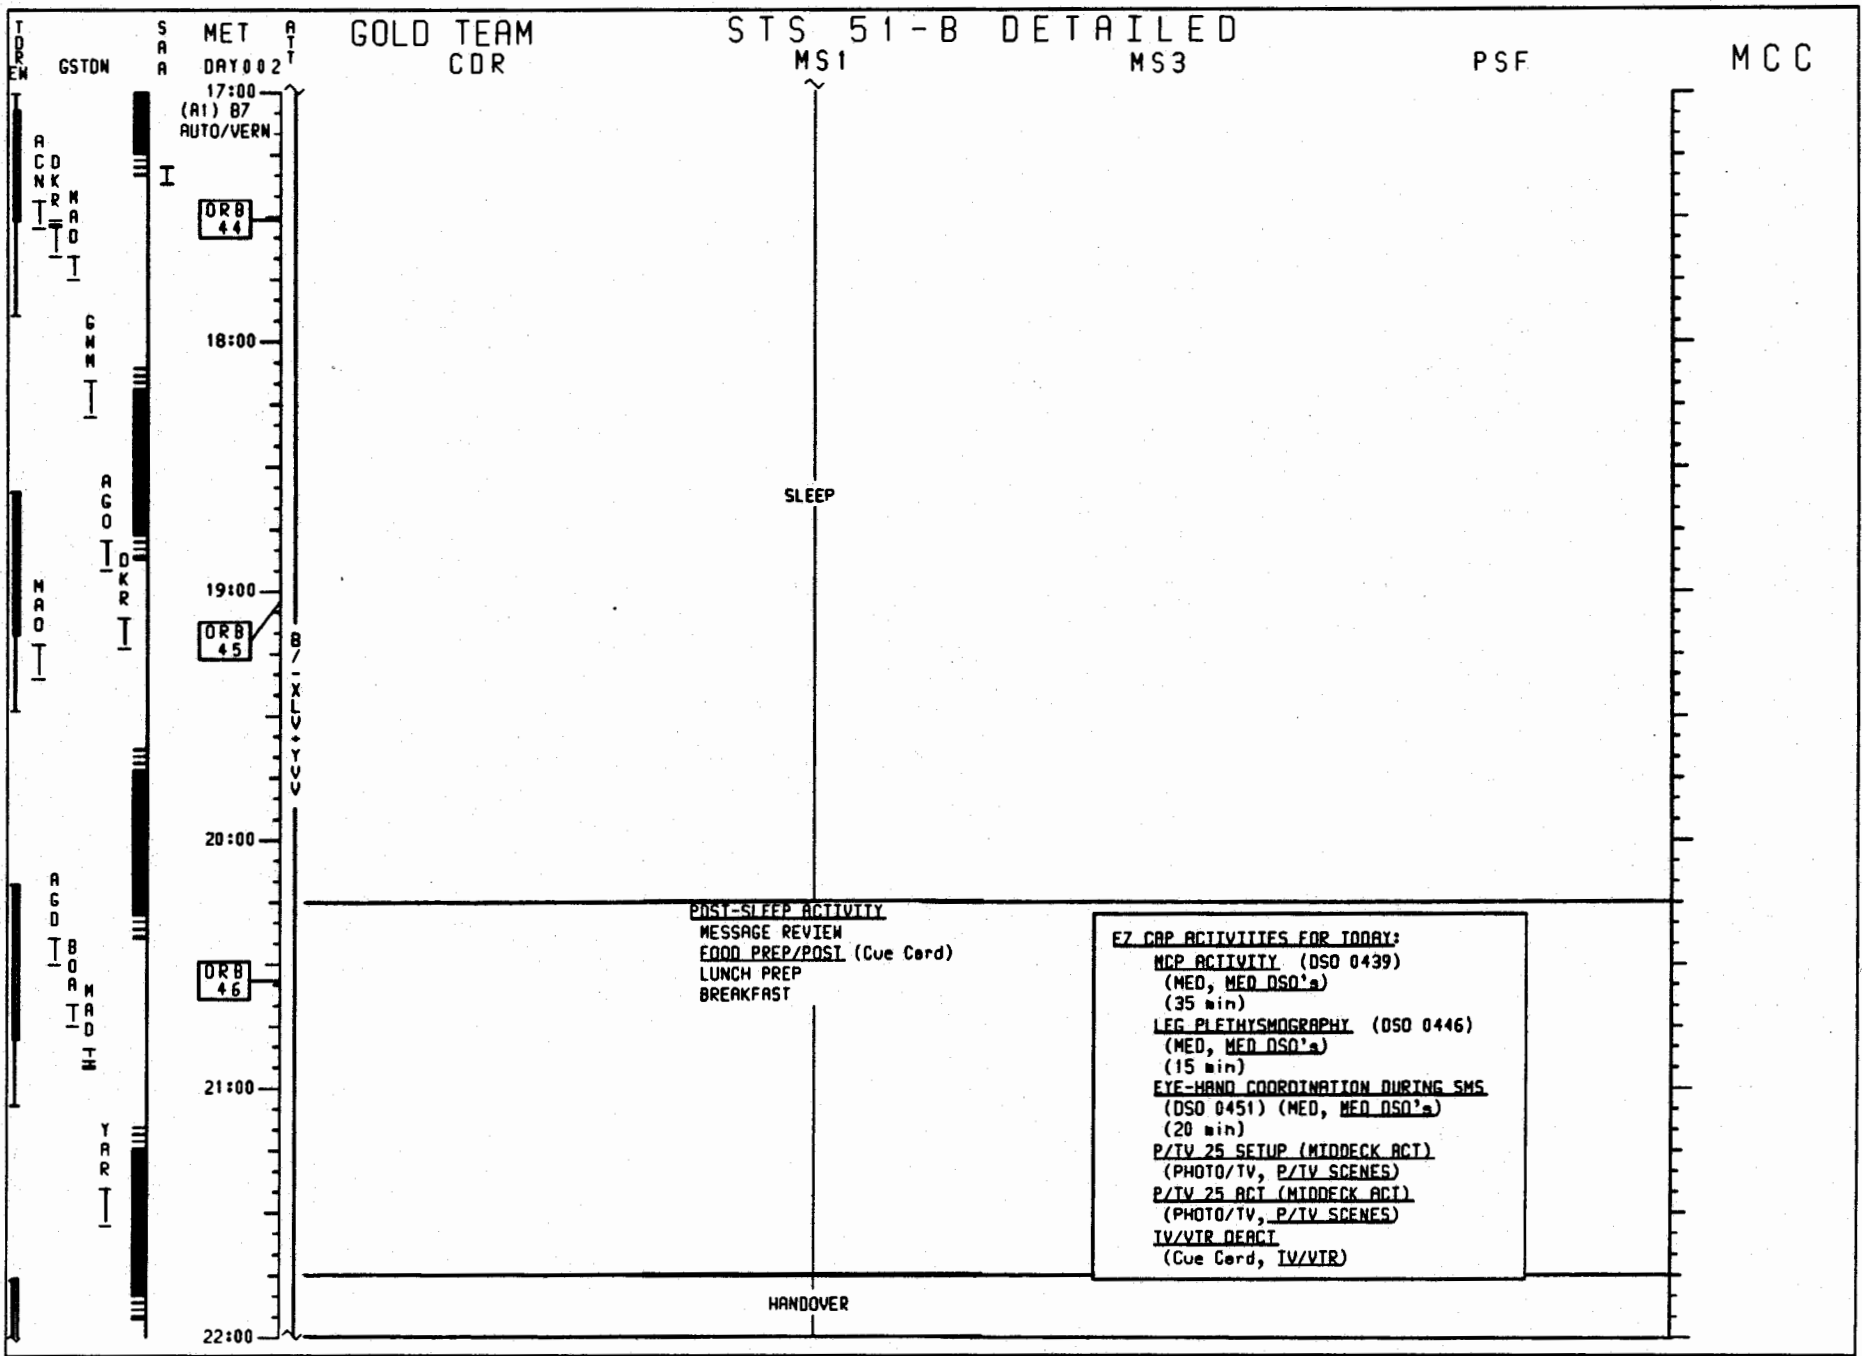 STS 51-B DETAILED
GOLD TEAM
TDRE W
GSTDN
SAA
MET
DAY 002
ATT
CDR
MS1
MS3
PSF
MCC
17:00
(A1) B7
AUTO/VERN
ACN
DKR
MAD
ORB 44
GWM
18:00
AGO
SLEEP
DKR
19:00
MAD
ORB 45
B/-XLV+YVV
20:00
AGO
POST-SLEEP ACTIVITY
MESSAGE REVIEW
FOOD PREP/POST (Cue Card)
LUNCH PREP
BREAKFAST
BOA
ORB 46
MAD
21:00
YAR
EZ CAP ACTIVITIES FOR TODAY:
MCP ACTIVITY (DSO 0439)
(MED, MED DSO's)
(35 min)
LEG PLETHYSMOGRAPHY (DSO 0446)
(MED, MED DSO's)
(15 min)
EYE-HAND COORDINATION DURING SMS
(DSO 0451) (MED, MED DSO's)
(20 min)
P/TV 25 SETUP (MIDDECK ACT)
(PHOTO/TV, P/TV SCENES)
P/TV 25 ACT (MIDDECK ACT)
(PHOTO/TV, P/TV SCENES)
TV/VTR DEACT
(Cue Card, TV/VTR)
HANDOVER
22:00